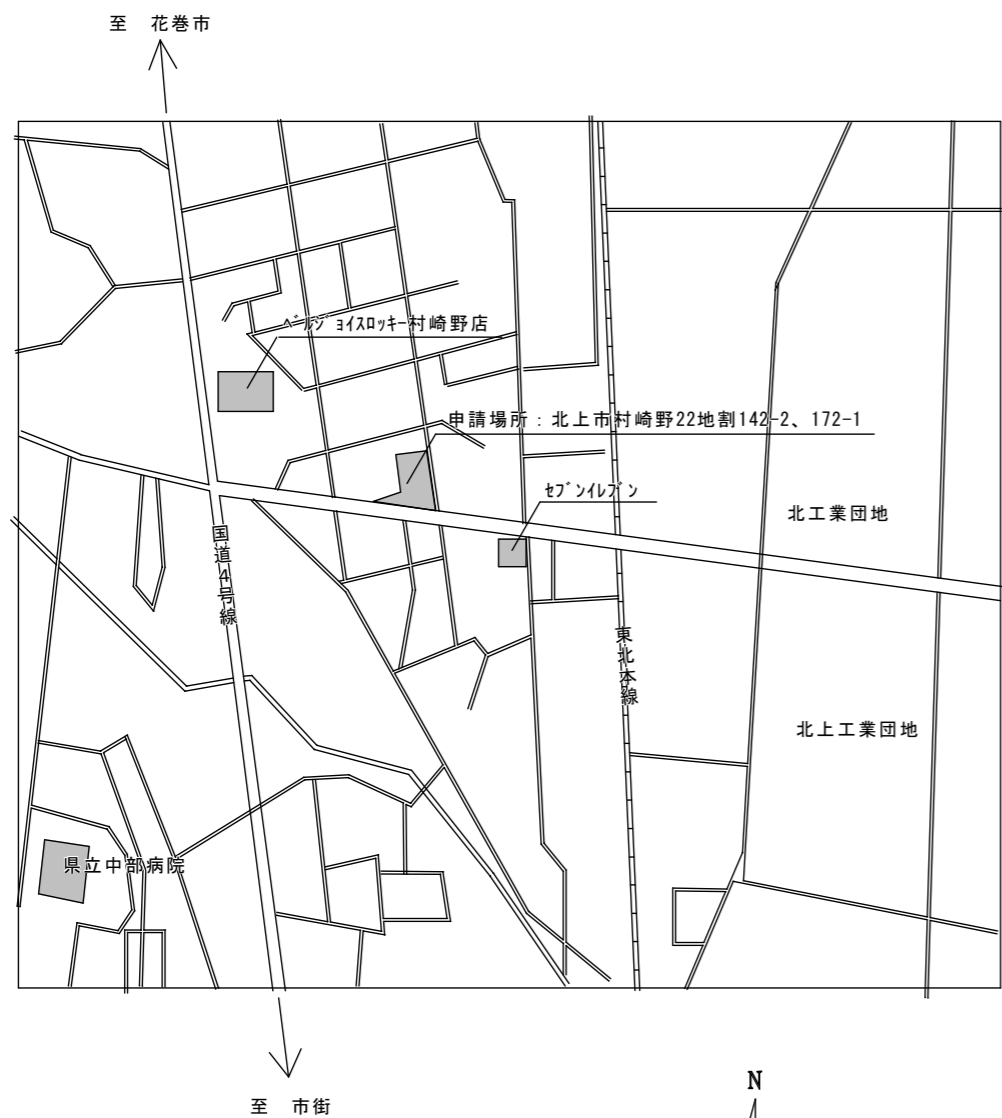 至 花巻市
ベルジョイスロッキー村崎野店
申請場所：北上市村崎野22地割142-2、172-1
セブンイレブン
北工業団地
国道4号線
東北本線
北上工業団地
県立中部病院
至 市街
N